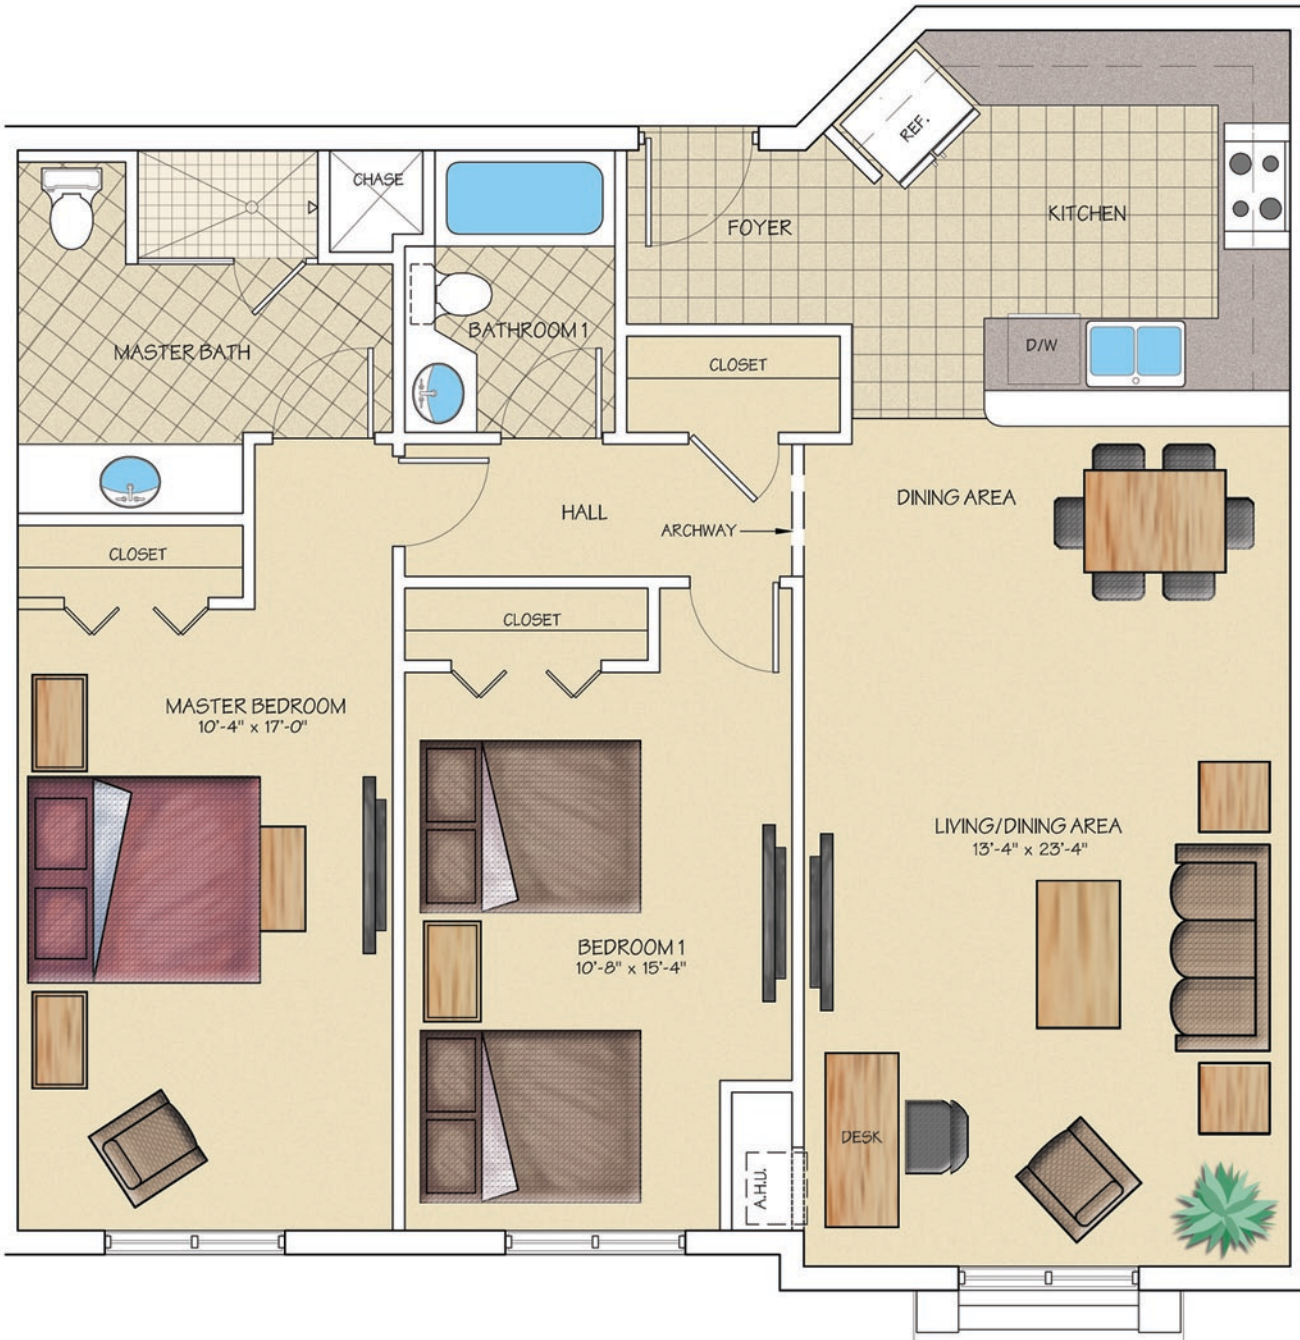 CHASE
REF.
FOYER
KITCHEN
MASTER BATH
BATHROOM 1
D/W
CLOSET
DINING AREA
HALL
ARCHWAY
CLOSET
CLOSET
MASTER BEDROOM
10'-4" x 17'-0"
LIVING/DINING AREA
13'-4" x 23'-4"
BEDROOM 1
10'-8" x 15'-4"
DESK
A.H.U.